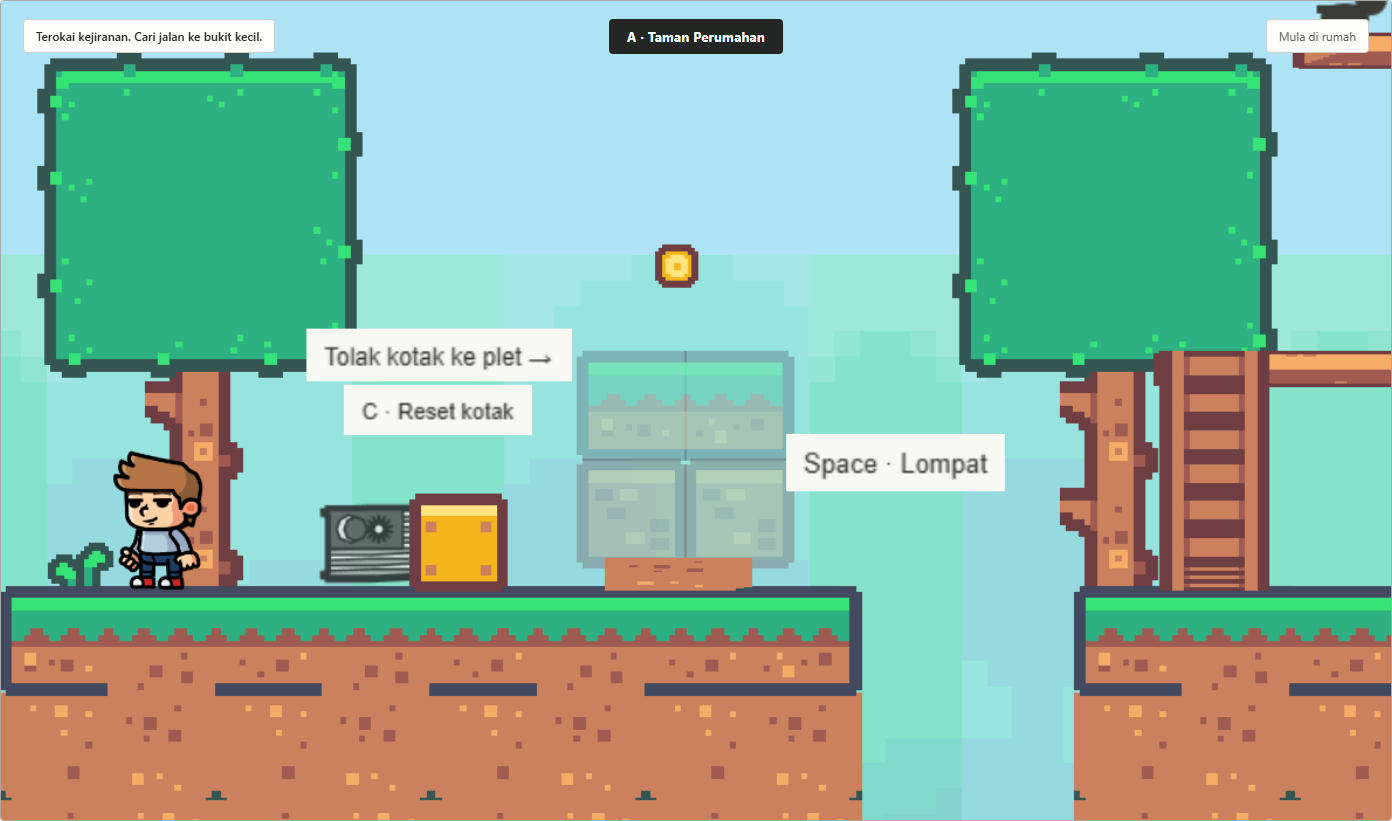 Terokai kejiranan. Cari jalan ke bukit kecil.
A · Taman Perumahan
Mula di rumah
Tolak kotak ke plet →
C · Reset kotak
Space · Lompat